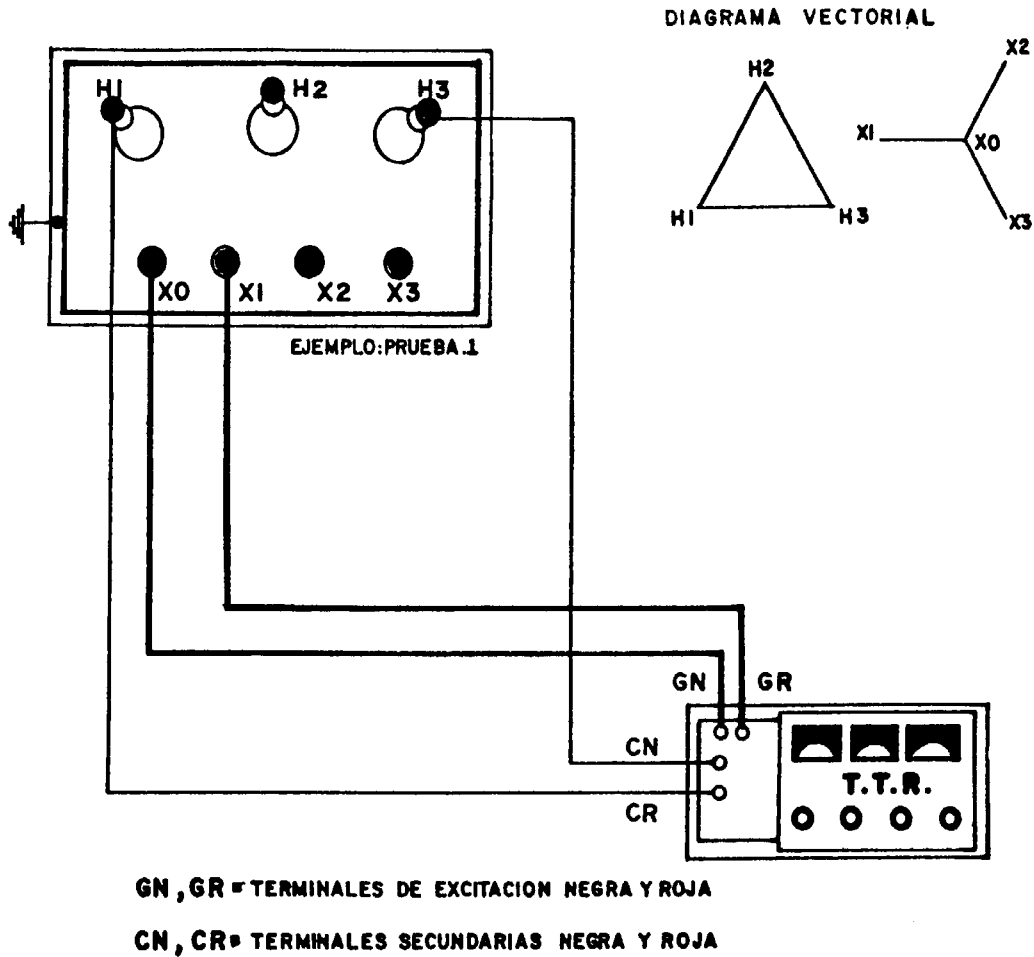 DIAGRAMA VECTORIAL
H1
H2
H3
X0
X1
X2
X3
EJEMPLO:PRUEBA.1
H2
H1
H3
X2
X1
X0
X3
GN
GR
CN
CR
T.T.R.
GN,GR= TERMINALES DE EXCITACION NEGRA Y ROJA
CN, CR= TERMINALES SECUNDARIAS NEGRA Y ROJA